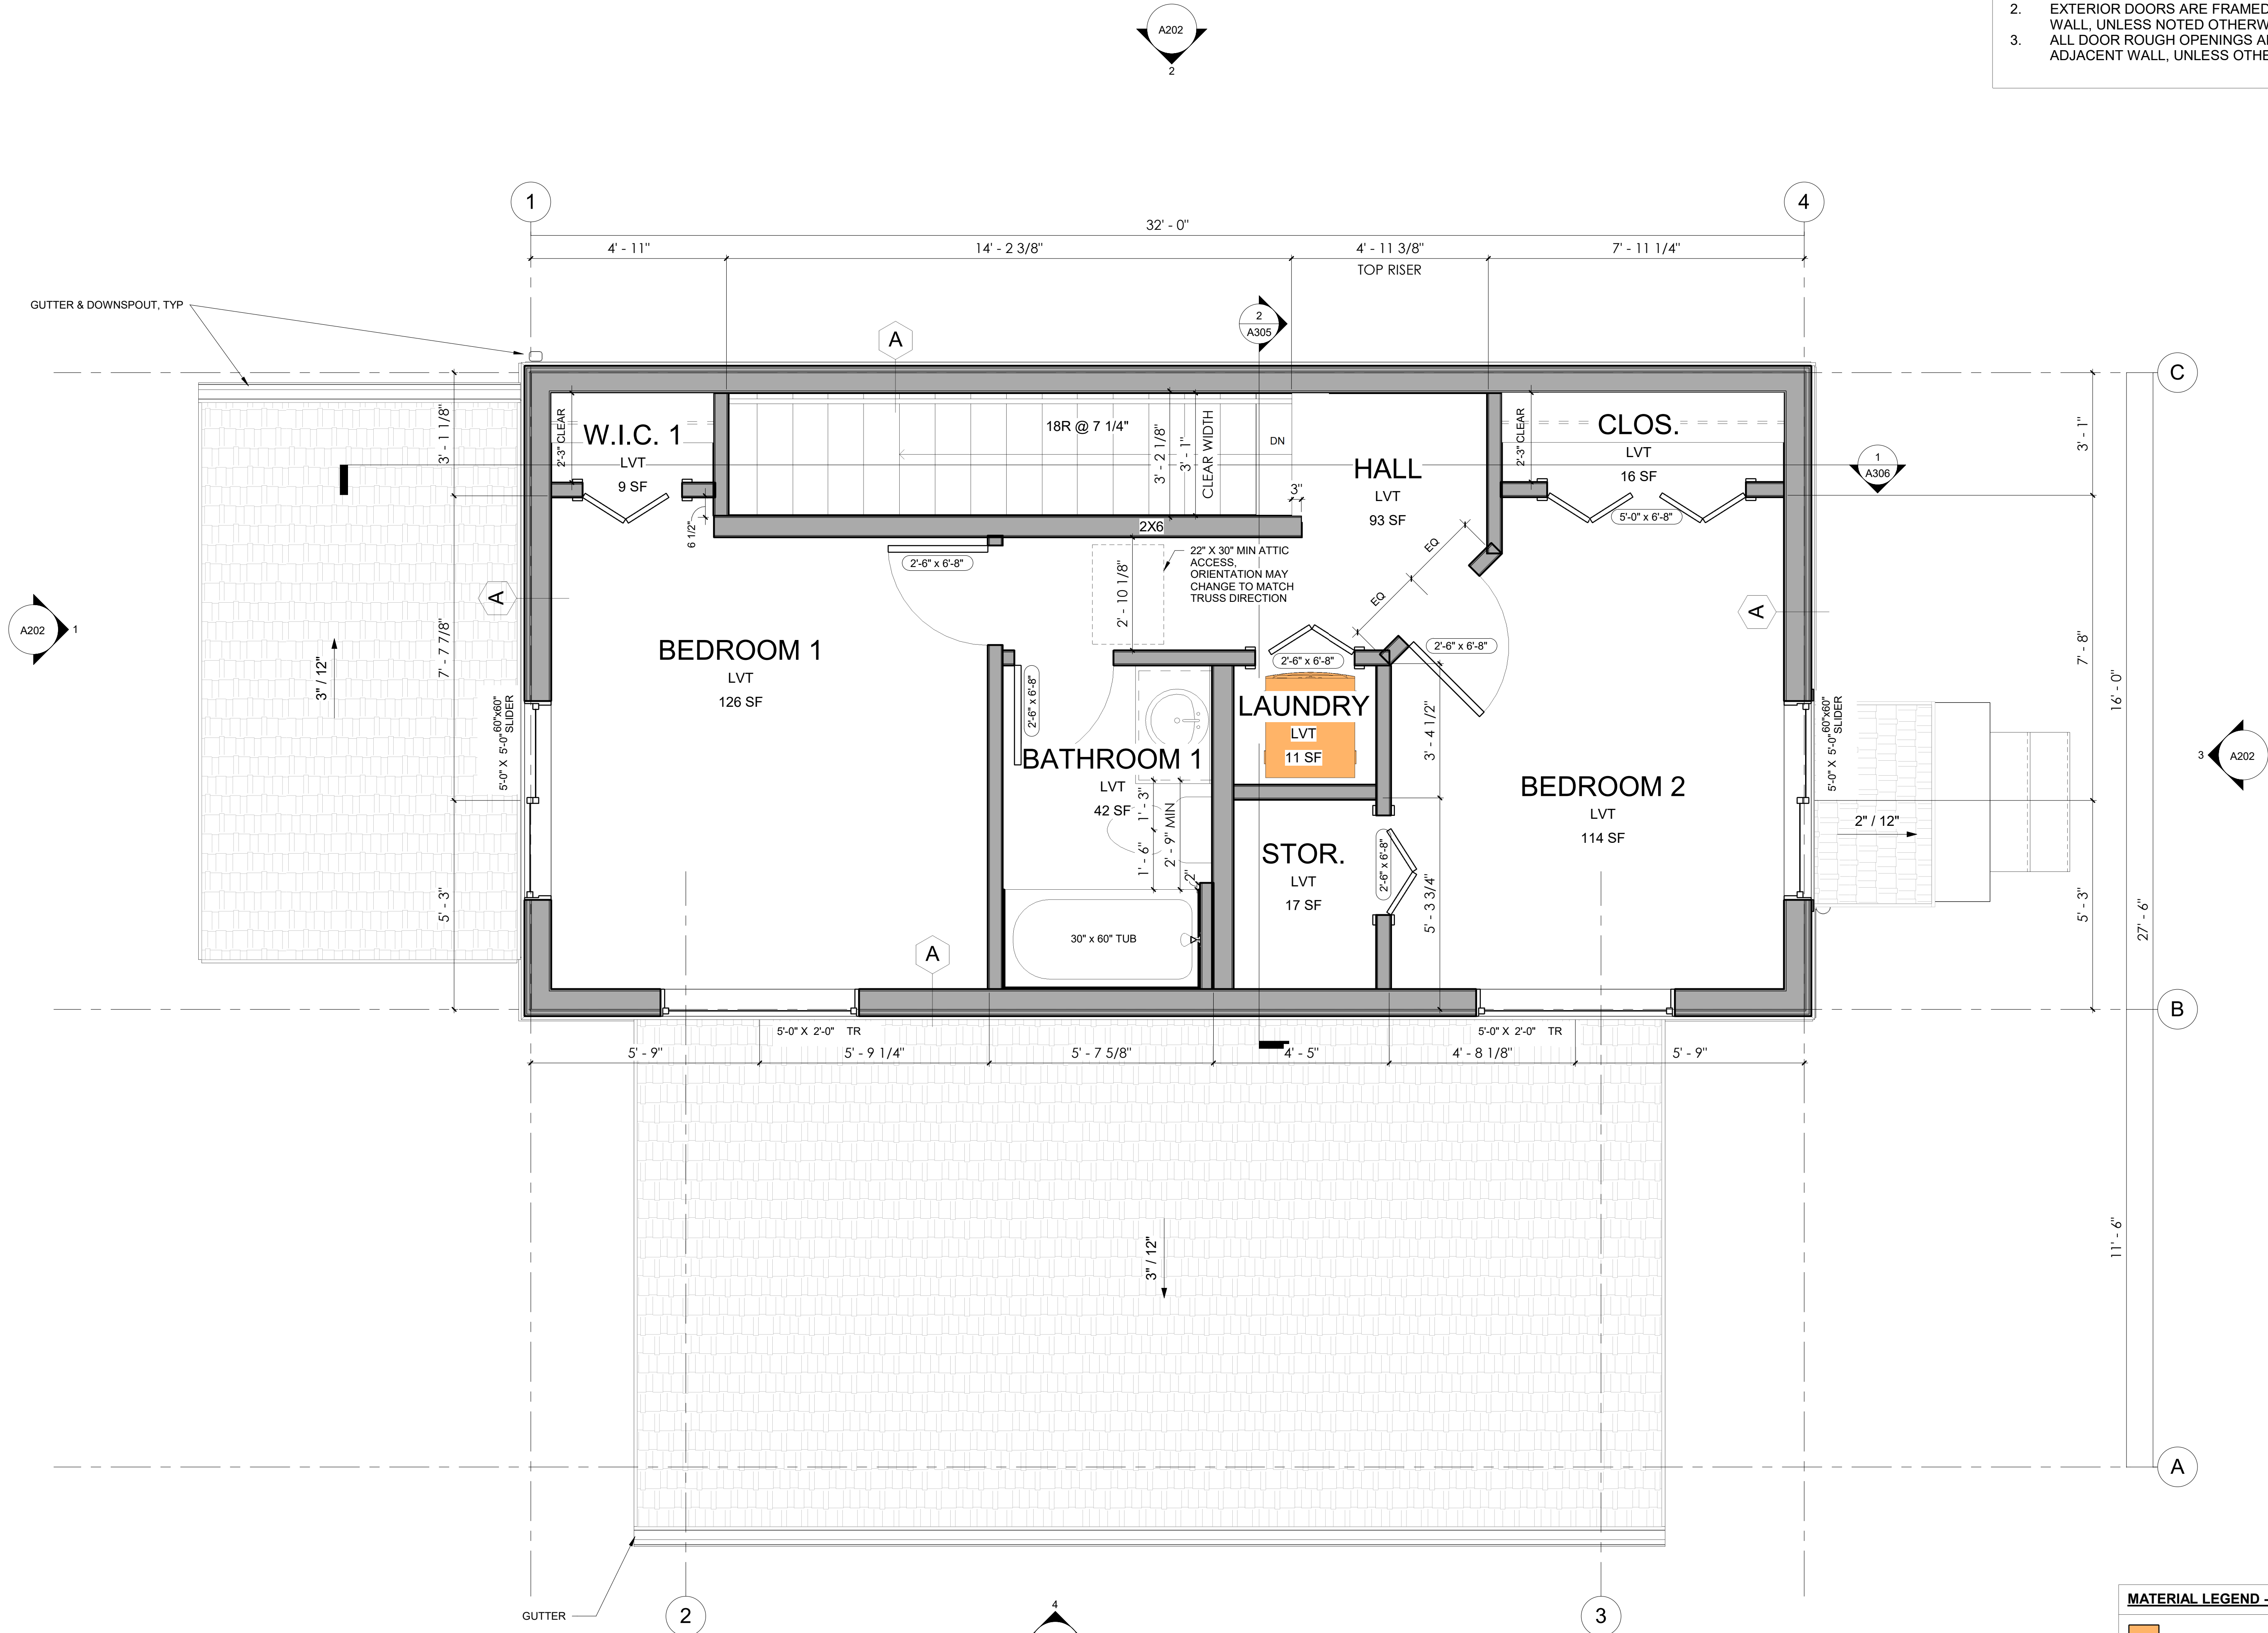 2. EXTERIOR DOORS ARE FRAMED
WALL, UNLESS NOTED OTHERW
3. ALL DOOR ROUGH OPENINGS A
ADJACENT WALL, UNLESS OTHE
A202
2
1
4
32' - 0"
4' - 11"
14' - 2 3/8"
4' - 11 3/8"
7' - 11 1/4"
TOP RISER
GUTTER & DOWNSPOUT, TYP
2
A305
A
C
3' - 1 1/8"
2'-3" CLEAR
W.I.C. 1
LVT
9 SF
18R @ 7 1/4"
3' - 2 1/8"
3' - 1"
CLEAR WIDTH
DN
3"
HALL
LVT
93 SF
2'-3" CLEAR
CLOS.
LVT
16 SF
5'-0" x 6'-8"
1
A306
3' - 1"
6 1/2"
2X6
2'-6" x 6'-8"
2' - 10 1/8"
22" X 30" MIN ATTIC
ACCESS,
ORIENTATION MAY
CHANGE TO MATCH
TRUSS DIRECTION
EQ
EQ
A
A
A202
1
3" / 12"
7' - 7 7/8"
BEDROOM 1
LVT
126 SF
2'-6" x 6'-8"
2'-6" x 6'-8"
2'-6" x 6'-8"
7' - 8"
16' - 0"
5'-0" X 5'-0"
60"x60"
SLIDER
LAUNDRY
LVT
11 SF
3' - 4 1/2"
5'-0" X 5'-0"
60"x60"
SLIDER
3
A202
BATHROOM 1
LVT
42 SF
1' - 3"
1' - 6"
2' - 9" MIN
2"
BEDROOM 2
LVT
114 SF
2" / 12"
STOR.
LVT
17 SF
2'-6" x 6'-8"
5' - 3 3/4"
5' - 3"
5' - 3"
27' - 6"
30" x 60" TUB
A
B
5'-0" X 2'-0" TR
5'-0" X 2'-0" TR
5' - 9"
5' - 9 1/4"
5' - 7 5/8"
4' - 5"
4' - 8 1/8"
5' - 9"
3" / 12"
11' - 6"
A
GUTTER
2
4
3
MATERIAL LEGEND -